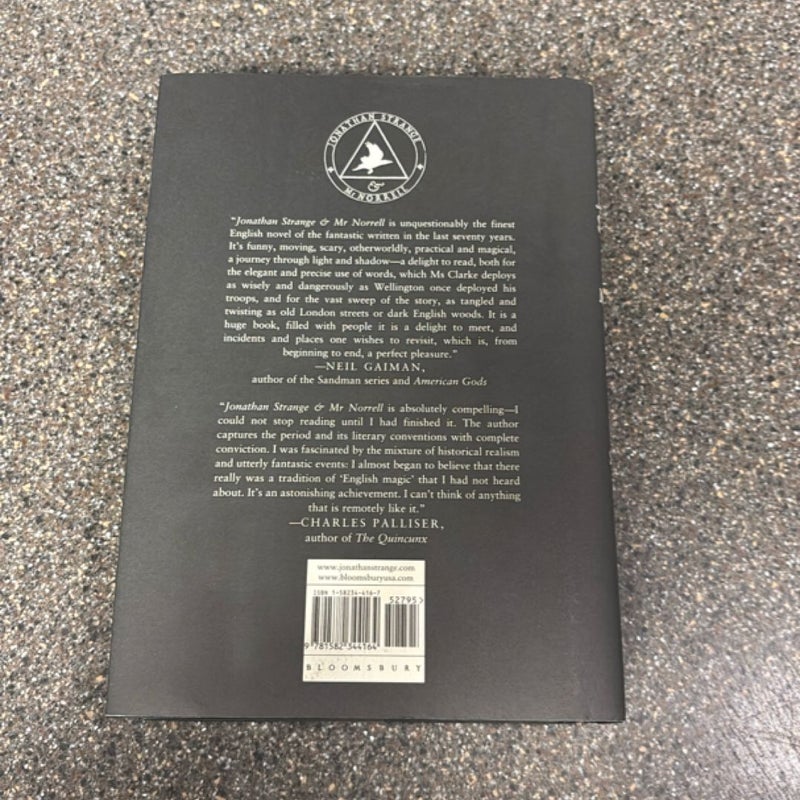 JONATHAN STRANGE
&
Mr NORRELL
"Jonathan Strange & Mr Norrell is unquestionably the finest
English novel of the fantastic written in the last seventy years.
It's funny, moving, scary, otherworldly, practical and magical,
a journey through light and shadow—a delight to read, both for
the elegant and precise use of words, which Ms Clarke deploys
as wisely and dangerously as Wellington once deployed his
troops, and for the vast sweep of the story, as tangled and
twisting as old London streets or dark English woods. It is a
huge book, filled with people it is a delight to meet, and
incidents and places one wishes to revisit, which is, from
beginning to end, a perfect pleasure."
—NEIL GAIMAN,
author of the Sandman series and American Gods
"Jonathan Strange & Mr Norrell is absolutely compelling—I
could not stop reading until I had finished it. The author
captures the period and its literary conventions with complete
conviction. I was fascinated by the mixture of historical realism
and utterly fantastic events: I almost began to believe that there
really was a tradition of 'English magic' that I had not heard
about. It's an astonishing achievement. I can't think of anything
that is remotely like it."
—CHARLES PALLISER,
author of The Quincunx
www.jonathanstrange.com
www.bloomsburyusa.com
ISBN 1-58234-416-7
52795>
9 781582 344164
BLOOMSBURY